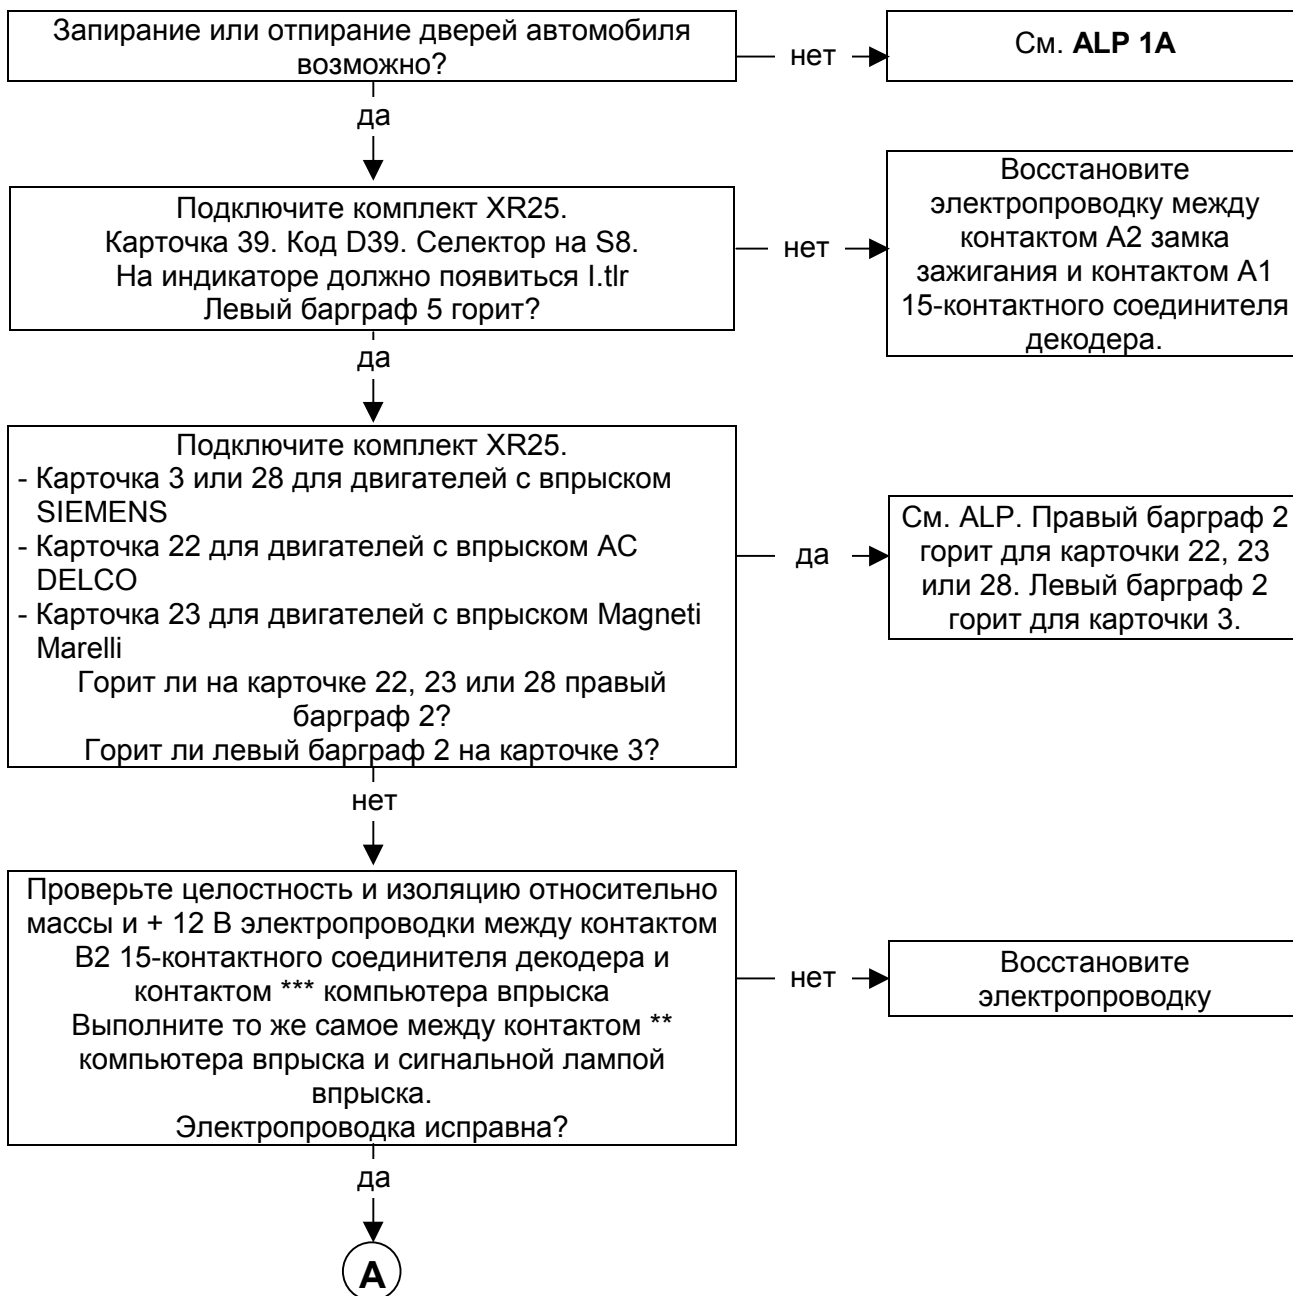 Запирание или отпирание дверей автомобиля
возможно?
нет
См. ALP 1A
да
Подключите комплект XR25.
Карточка 39. Код D39. Селектор на S8.
На индикаторе должно появиться I.tlr
Левый барграф 5 горит?
нет
Восстановите
электропроводку между
контактом А2 замка
зажигания и контактом А1
15-контактного соединителя
декодера.
да
Подключите комплект XR25.
- Карточка 3 или 28 для двигателей с впрыском
SIEMENS
- Карточка 22 для двигателей с впрыском AC
DELCO
- Карточка 23 для двигателей с впрыском Magneti
Marelli
Горит ли на карточке 22, 23 или 28 правый
барграф 2?
Горит ли левый барграф 2 на карточке 3?
да
См. ALP. Правый барграф 2
горит для карточки 22, 23
или 28. Левый барграф 2
горит для карточки 3.
нет
Проверьте целостность и изоляцию относительно
массы и + 12 В электропроводки между контактом
В2 15-контактного соединителя декодера и
контактом *** компьютера впрыска
Выполните то же самое между контактом **
компьютера впрыска и сигнальной лампой
впрыска.
Электропроводка исправна?
нет
Восстановите
электропроводку
да
А